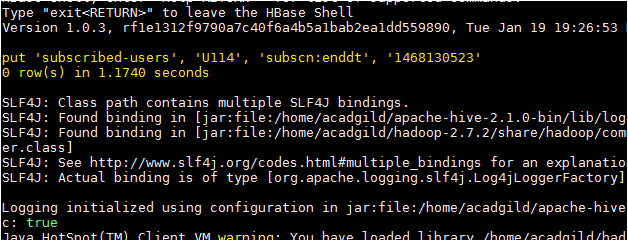 Type "exit<RETURN>" to leave the HBase Shell
Version 1.0.3, rf1e1312f9790a7c40f6a4b5a1bab2ea1dd559890, Tue Jan 19 19:26:53
put 'subscribed-users', 'U114', 'subscn:enddt', '1468130523'
0 row(s) in 1.1740 seconds
SLF4J: Class path contains multiple SLF4J bindings.
SLF4J: Found binding in [jar:file:/home/acadgild/apache-hive-2.1.0-bin/lib/log
SLF4J: Found binding in [jar:file:/home/acadgild/hadoop-2.7.2/share/hadoop/com
er.class]
SLF4J: See http://www.slf4j.org/codes.html#multiple_bindings for an explanatio
SLF4J: Actual binding is of type [org.apache.logging.slf4j.Log4jLoggerFactory]
Logging initialized using configuration in jar:file:/home/acadgild/apache-hive
c: true
Java HotSpot(TM) Client VM warning: You have loaded library /home/acadgild/had